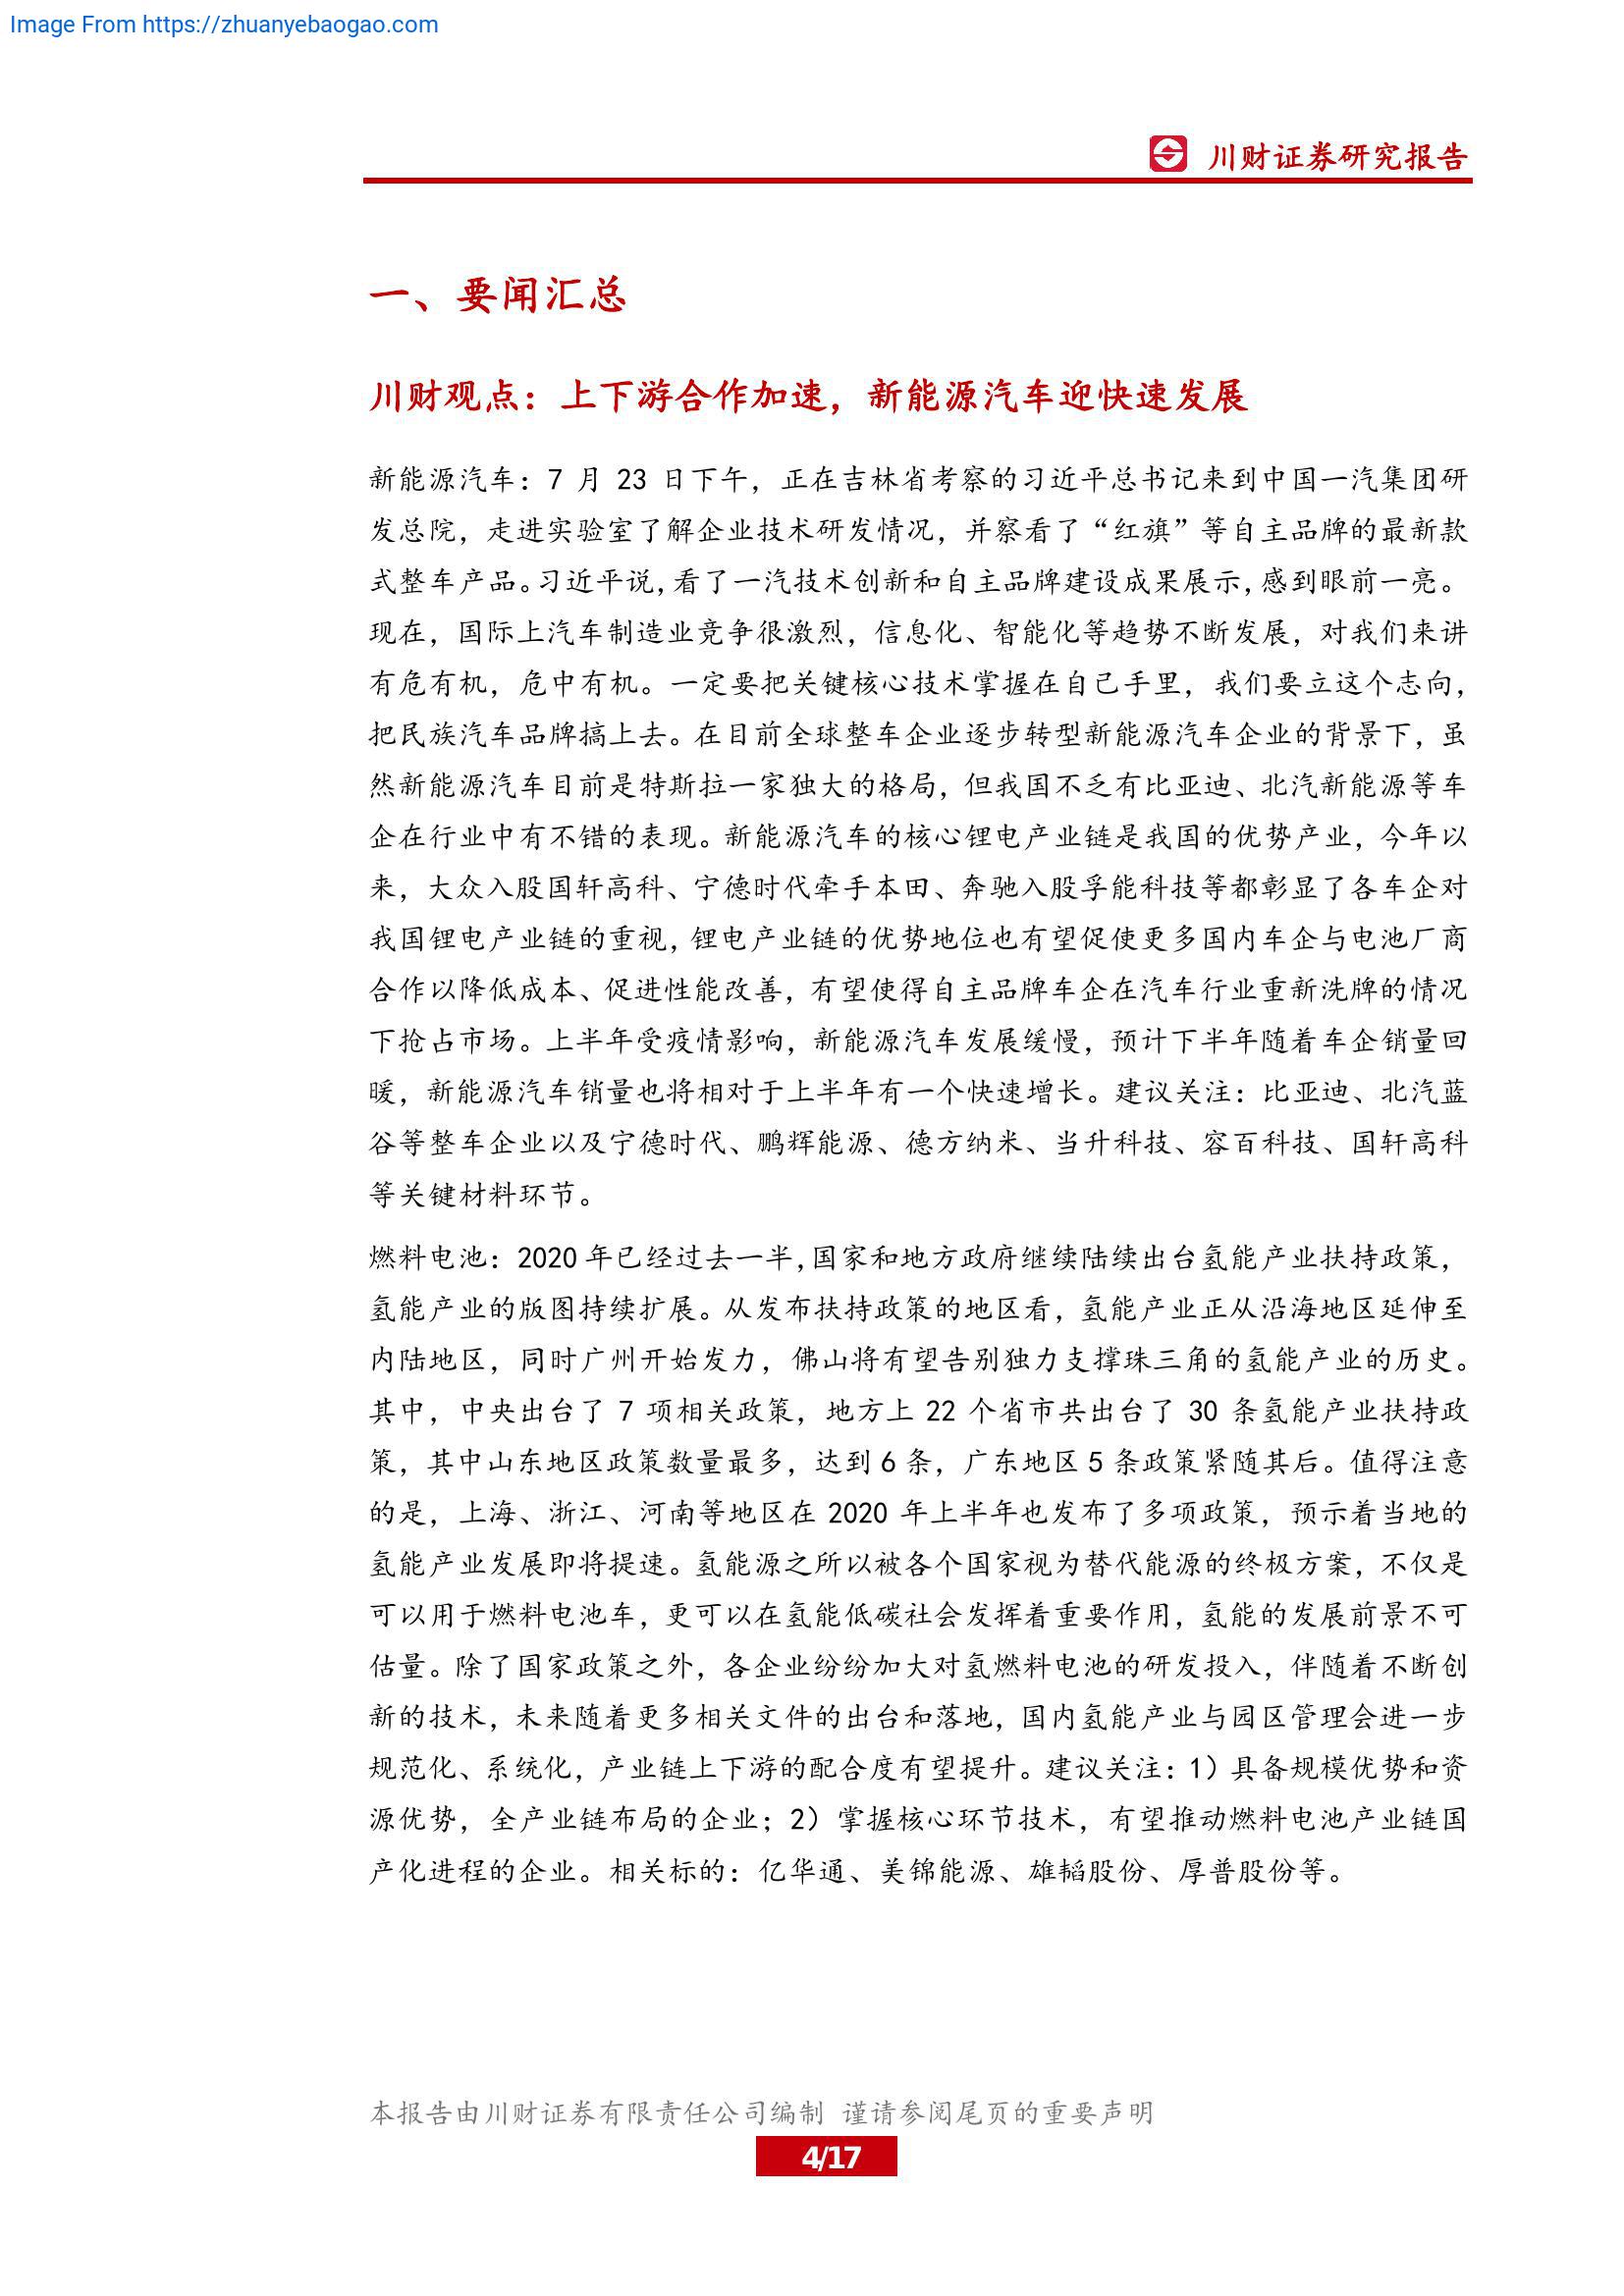 Image From https://zhuanyebaogao.com
川财证券研究报告
一、要闻汇总
川财观点：上下游合作加速，新能源汽车迎快速发展
新能源汽车：7 月 23 日下午，正在吉林省考察的习近平总书记来到中国一汽集团研
发总院，走进实验室了解企业技术研发情况，并察看了“红旗”等自主品牌的最新款
式整车产品。习近平说，看了一汽技术创新和自主品牌建设成果展示，感到眼前一亮。
现在，国际上汽车制造业竞争很激烈，信息化、智能化等趋势不断发展，对我们来讲
有危有机，危中有机。一定要把关键核心技术掌握在自己手里，我们要立这个志向，
把民族汽车品牌搞上去。在目前全球整车企业逐步转型新能源汽车企业的背景下，虽
然新能源汽车目前是特斯拉一家独大的格局，但我国不乏有比亚迪、北汽新能源等车
企在行业中有不错的表现。新能源汽车的核心锂电产业链是我国的优势产业，今年以
来，大众入股国轩高科、宁德时代牵手本田、奔驰入股孚能科技等都彰显了各车企对
我国锂电产业链的重视，锂电产业链的优势地位也有望促使更多国内车企与电池厂商
合作以降低成本、促进性能改善，有望使得自主品牌车企在汽车行业重新洗牌的情况
下抢占市场。上半年受疫情影响，新能源汽车发展缓慢，预计下半年随着车企销量回
暖，新能源汽车销量也将相对于上半年有一个快速增长。建议关注：比亚迪、北汽蓝
谷等整车企业以及宁德时代、鹏辉能源、德方纳米、当升科技、容百科技、国轩高科
等关键材料环节。
燃料电池：2020 年已经过去一半，国家和地方政府继续陆续出台氢能产业扶持政策，
氢能产业的版图持续扩展。从发布扶持政策的地区看，氢能产业正从沿海地区延伸至
内陆地区，同时广州开始发力，佛山将有望告别独力支撑珠三角的氢能产业的历史。
其中，中央出台了 7 项相关政策，地方上 22 个省市共出台了 30 条氢能产业扶持政
策，其中山东地区政策数量最多，达到 6 条，广东地区 5 条政策紧随其后。值得注意
的是，上海、浙江、河南等地区在 2020 年上半年也发布了多项政策，预示着当地的
氢能产业发展即将提速。氢能源之所以被各个国家视为替代能源的终极方案，不仅是
可以用于燃料电池车，更可以在氢能低碳社会发挥着重要作用，氢能的发展前景不可
估量。除了国家政策之外，各企业纷纷加大对氢燃料电池的研发投入，伴随着不断创
新的技术，未来随着更多相关文件的出台和落地，国内氢能产业与园区管理会进一步
规范化、系统化，产业链上下游的配合度有望提升。建议关注：1）具备规模优势和资
源优势，全产业链布局的企业；2）掌握核心环节技术，有望推动燃料电池产业链国
产化进程的企业。相关标的：亿华通、美锦能源、雄韬股份、厚普股份等。
本报告由川财证券有限责任公司编制 谨请参阅尾页的重要声明
4/17